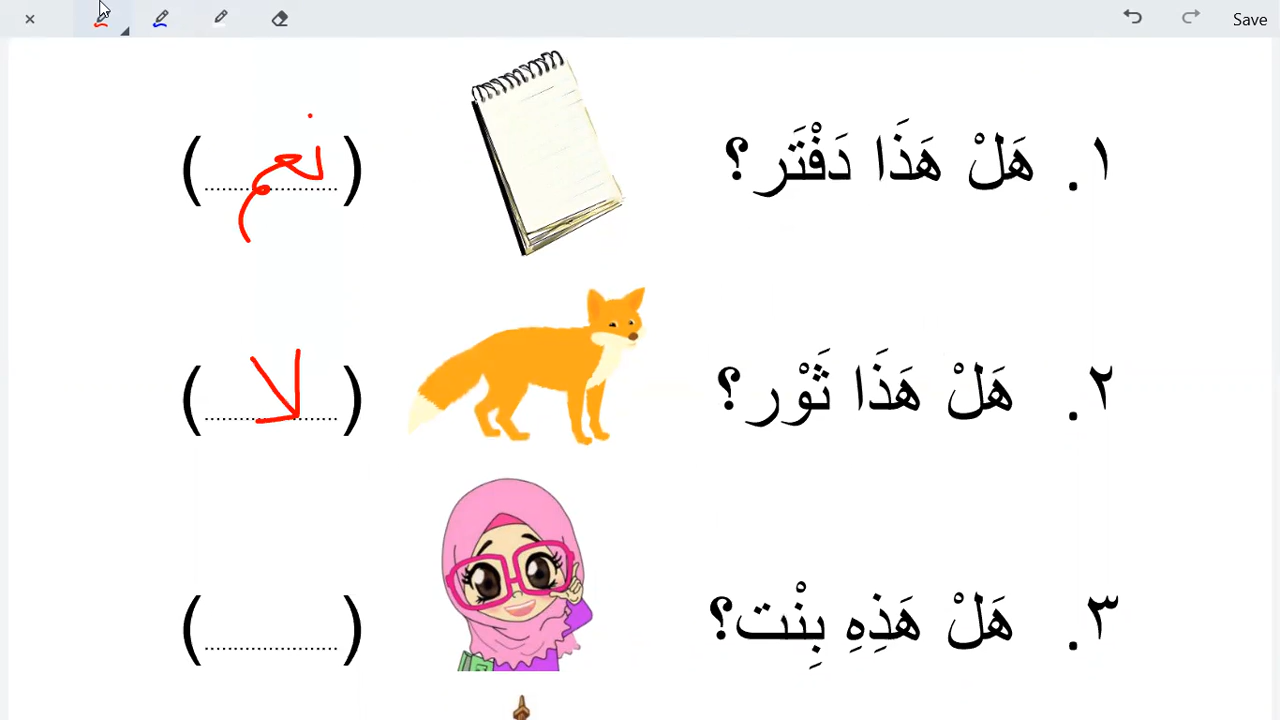 Save
١. هَلْ هَذَا دَفْتَر؟ (نعم)
٢. هَلْ هَذَا ثَوْر؟ (لا)
٣. هَلْ هَذِهِ بِنْت؟ (..................)